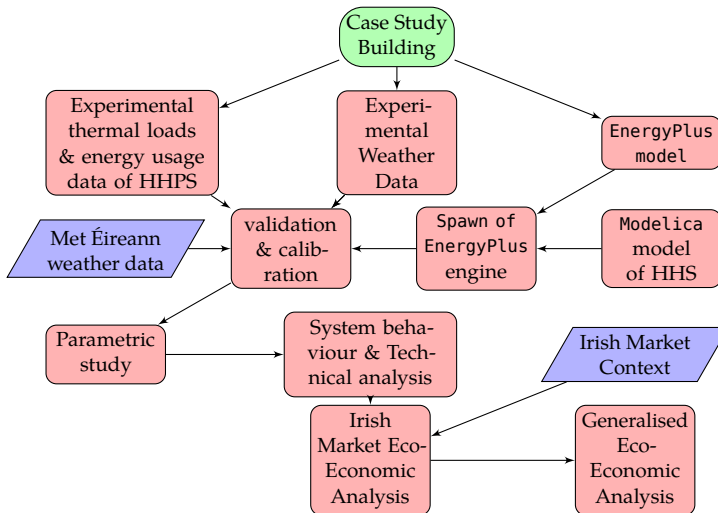 Case Study
Building
Experimental
thermal loads
& energy usage
data of HHPS
Experi-
mental
Weather
Data
EnergyPlus
model
Met Éireann
weather data
validation
& calib-
ration
Spawn of
EnergyPlus
engine
Modelica
model
of HHS
Parametric
study
System beha-
viour & Tech-
nical analysis
Irish Market
Context
Irish
Market Eco-
Economic
Analysis
Generalised
Eco-
Economic
Analysis